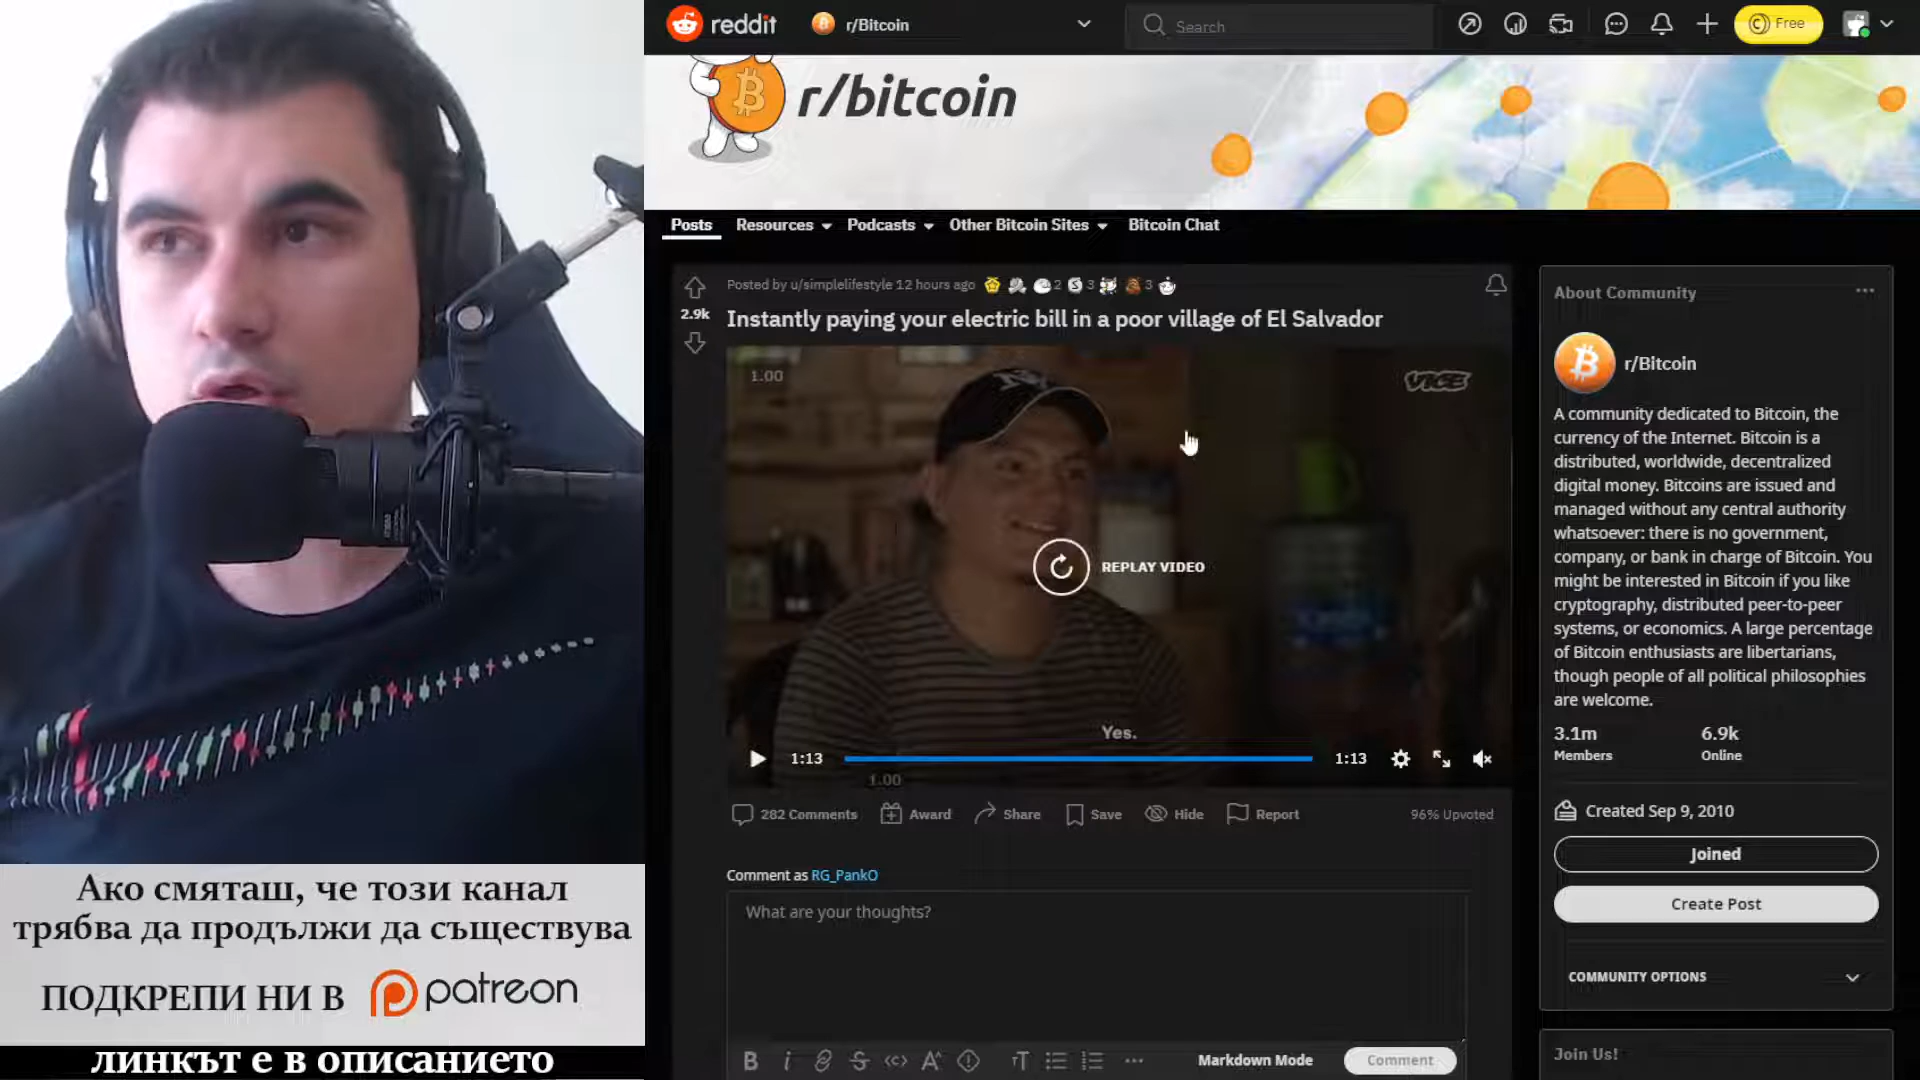 reddit
r/Bitcoin
Search
Free
r/bitcoin
Posts
Resources
Podcasts
Other Bitcoin Sites
Bitcoin Chat
Posted by u/simplelifestyle 12 hours ago
2
3
3
2.9k
Instantly paying your electric bill in a poor village of El Salvador
1.00
VICE
REPLAY VIDEO
Yes.
1:13
1:13
1.00
282 Comments
Award
Share
Save
Hide
Report
96% Upvoted
Comment as RG_PankO
What are your thoughts?
Markdown Mode
Comment
About Community
r/Bitcoin
A community dedicated to Bitcoin, the
currency of the Internet. Bitcoin is a
distributed, worldwide, decentralized
digital money. Bitcoins are issued and
managed without any central authority
whatsoever: there is no government,
company, or bank in charge of Bitcoin. You
might be interested in Bitcoin if you like
cryptography, distributed peer-to-peer
systems, or economics. A large percentage
of Bitcoin enthusiasts are libertarians,
though people of all political philosophies
are welcome.
3.1m
Members
6.9k
Online
Created Sep 9, 2010
Joined
Create Post
COMMUNITY OPTIONS
Join Us!
Ако смяташ, че този канал
трябва да продължи да съществува
ПОДКРЕПИ НИ В patreon
линкът е в описанието